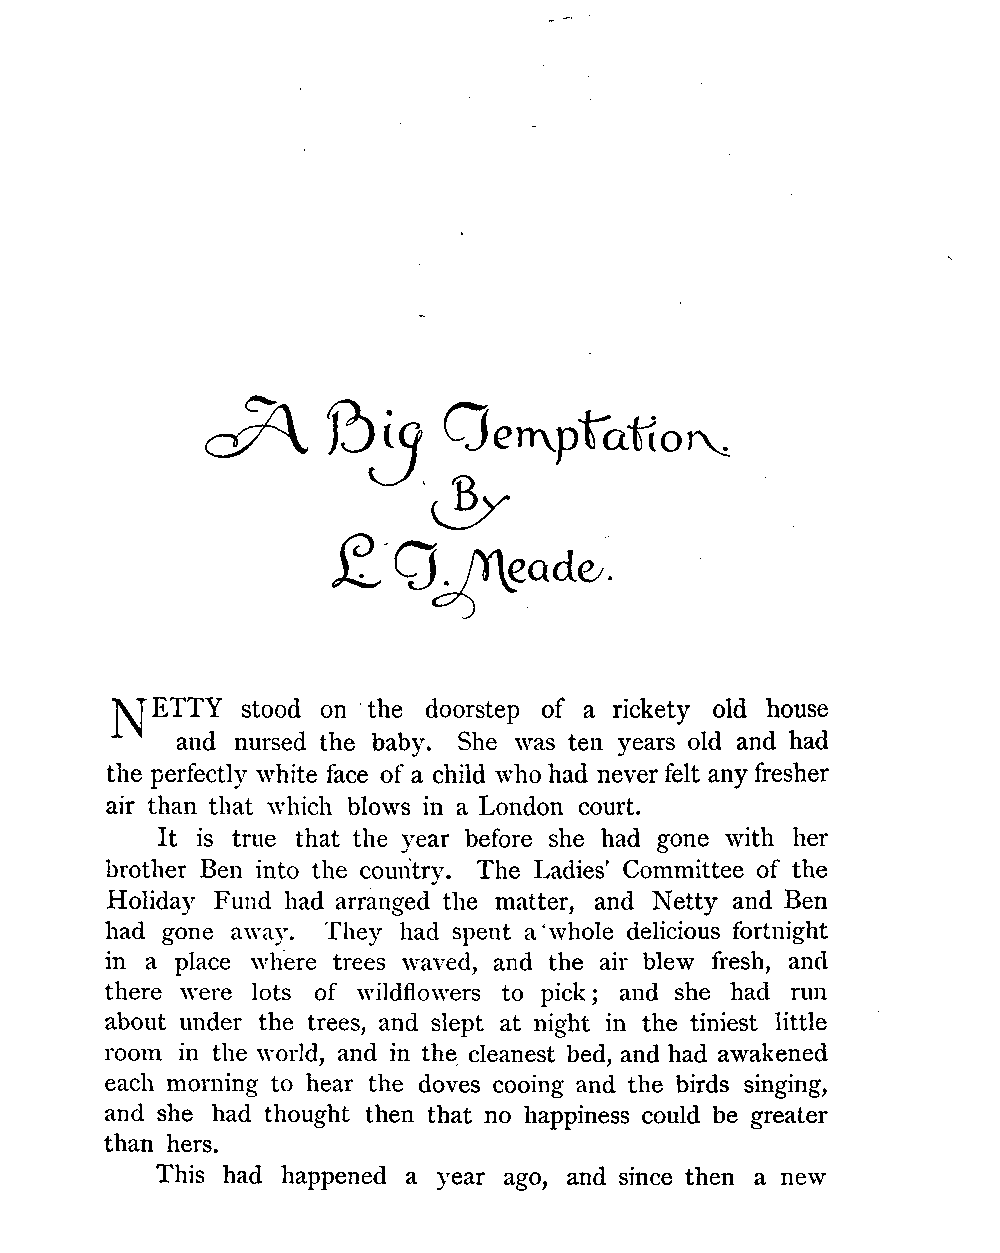 A Big Temptation.
By
L. T. Meade.
NETTY stood on the doorstep of a rickety old house
and nursed the baby. She was ten years old and had
the perfectly white face of a child who had never felt any fresher
air than that which blows in a London court.
It is true that the year before she had gone with her
brother Ben into the country. The Ladies' Committee of the
Holiday Fund had arranged the matter, and Netty and Ben
had gone away. They had spent a whole delicious fortnight
in a place where trees waved, and the air blew fresh, and
there were lots of wildflowers to pick; and she had run
about under the trees, and slept at night in the tiniest little
room in the world, and in the cleanest bed, and had awakened
each morning to hear the doves cooing and the birds singing,
and she had thought then that no happiness could be greater
than hers.
This had happened a year ago, and since then a new